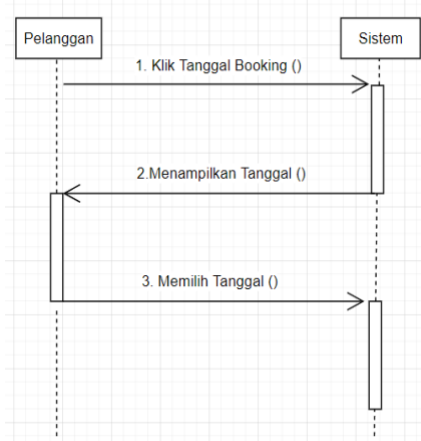 Pelanggan
Sistem
1. Klik Tanggal Booking ()
2.Menampilkan Tanggal ()
3. Memilih Tanggal ()